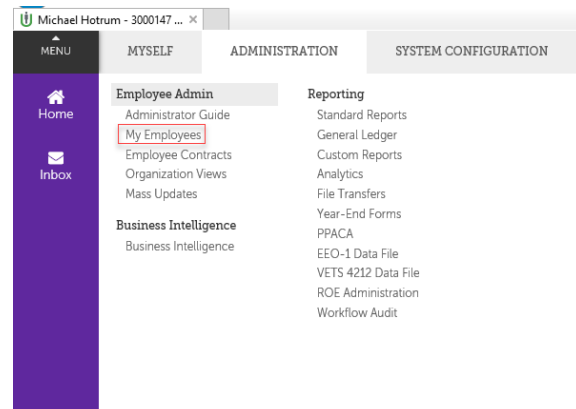 Michael Hotrum - 3000147 ... ×
MENU
MYSELF
ADMINISTRATION
SYSTEM CONFIGURATION
Home
Inbox
Employee Admin
Administrator Guide
My Employees
Employee Contracts
Organization Views
Mass Updates
Business Intelligence
Business Intelligence
Reporting
Standard Reports
General Ledger
Custom Reports
Analytics
File Transfers
Year-End Forms
PPACA
EEO-1 Data File
VETS 4212 Data File
ROE Administration
Workflow Audit